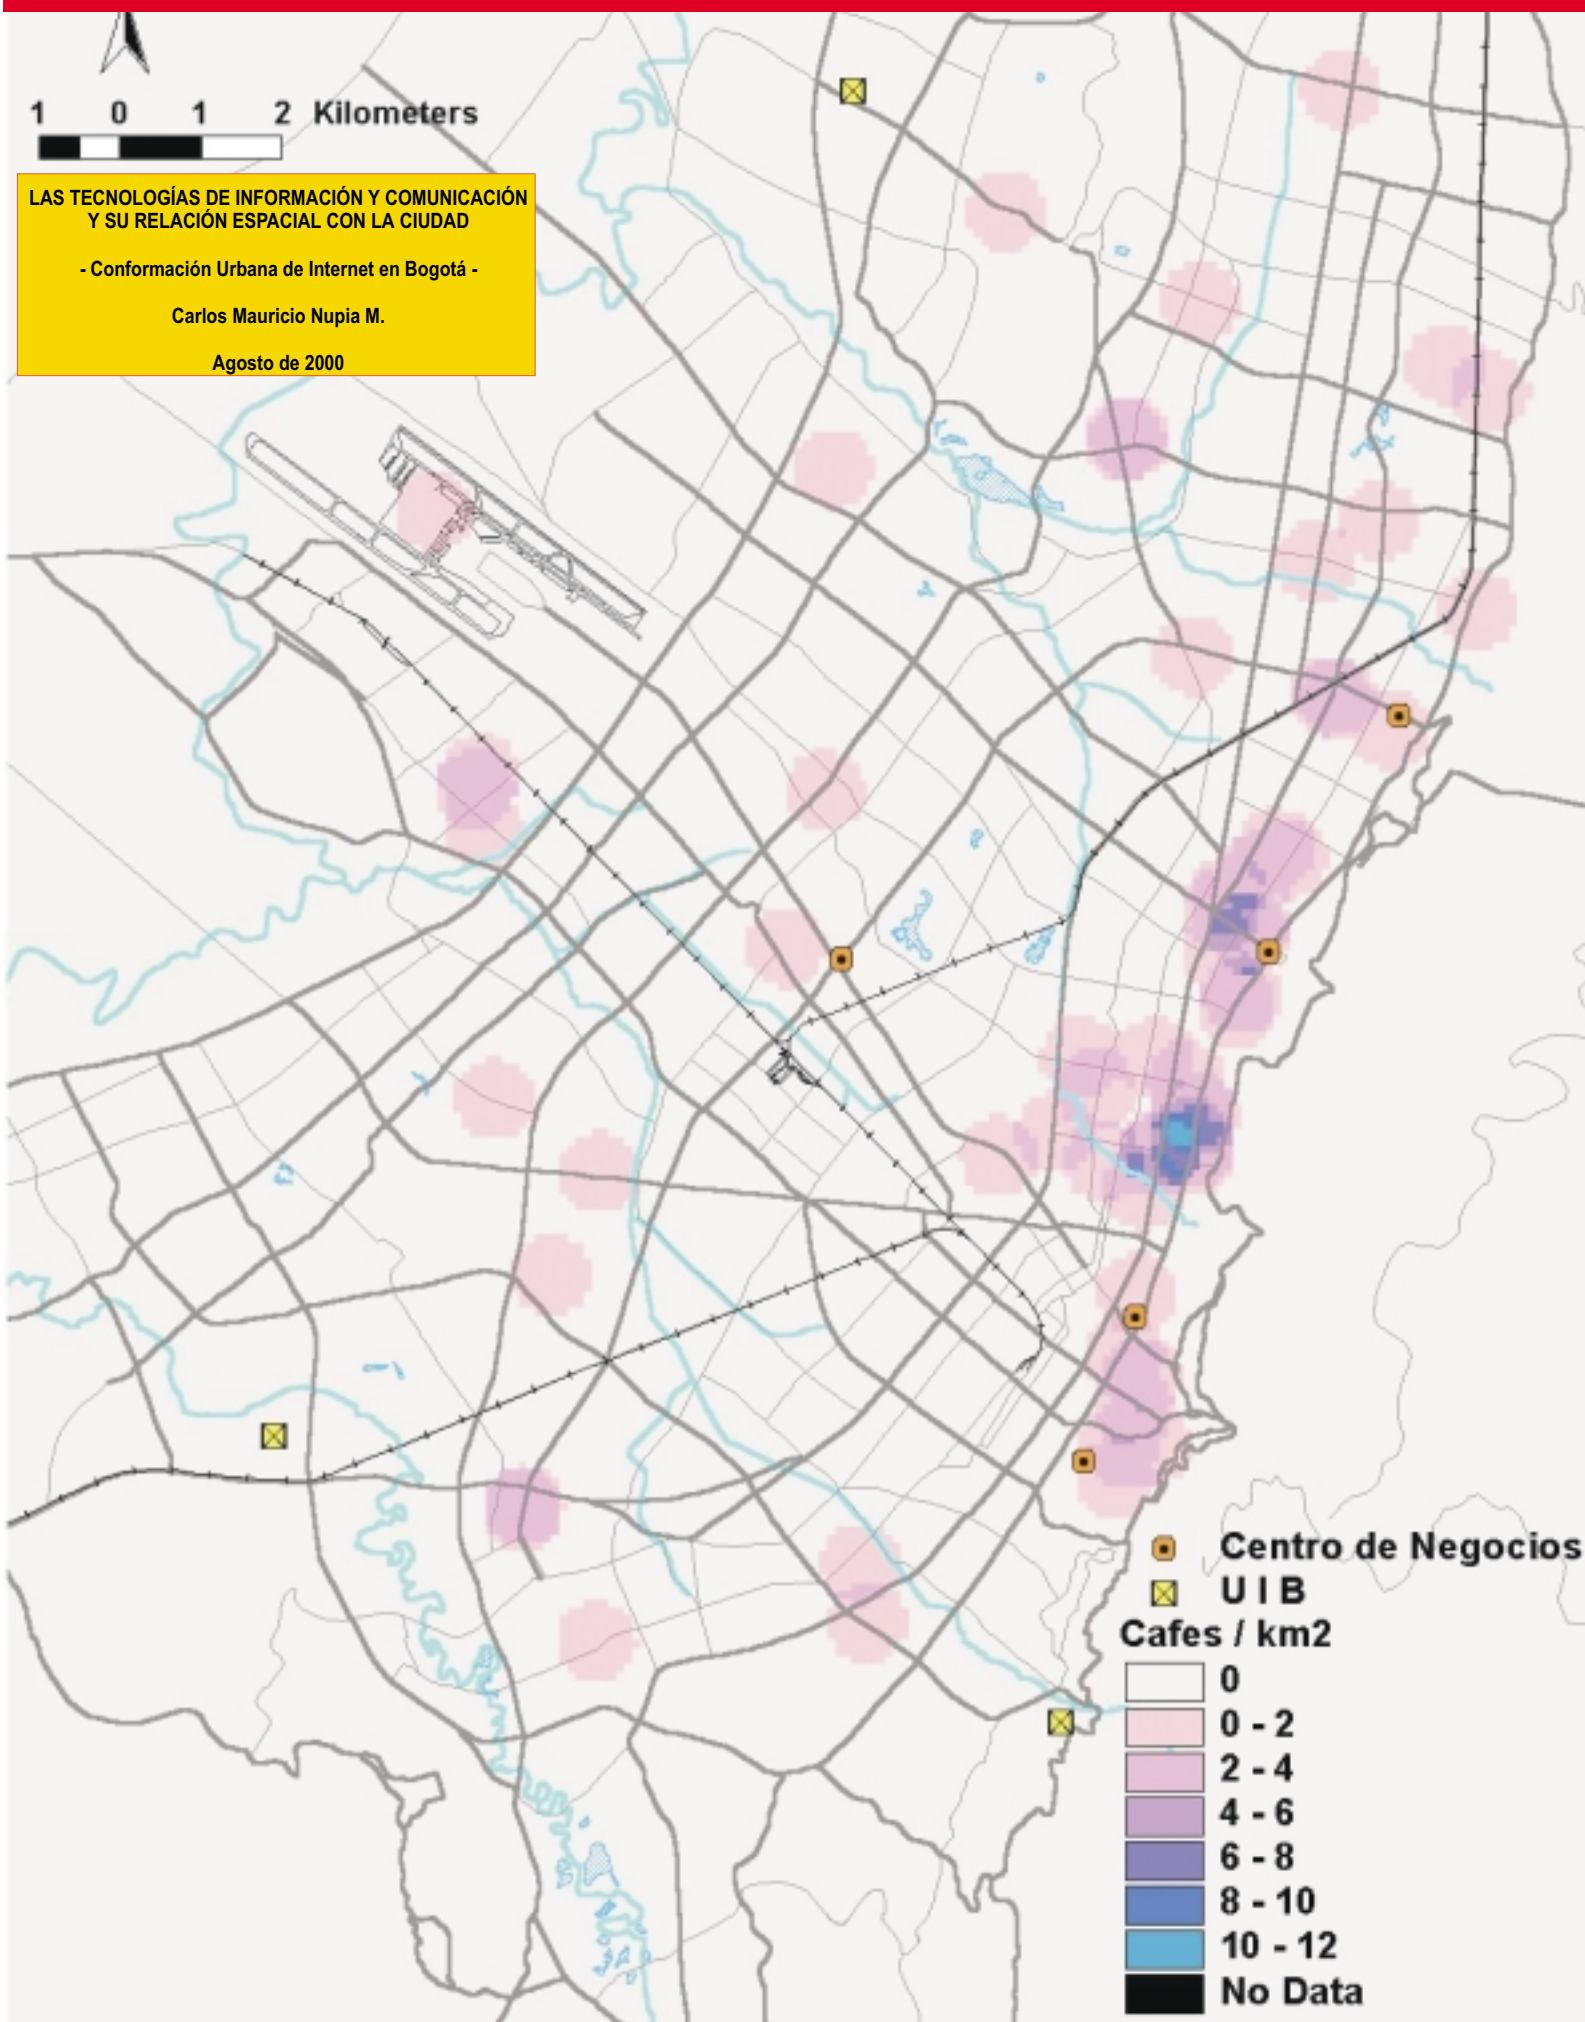 1 0 1 2 Kilometers
LAS TECNOLOGÍAS DE INFORMACIÓN Y COMUNICACIÓN
Y SU RELACIÓN ESPACIAL CON LA CIUDAD
- Conformación Urbana de Internet en Bogotá -
Carlos Mauricio Nupia M.
Agosto de 2000
Centro de Negocios
U I B
Cafes / km2
0
0 - 2
2 - 4
4 - 6
6 - 8
8 - 10
10 - 12
No Data